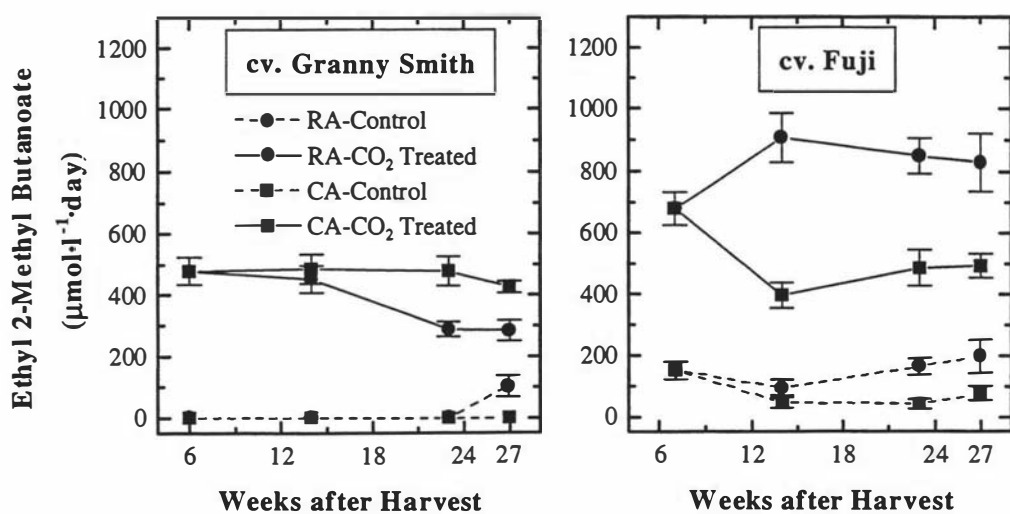 Ethyl 2-Methyl Butanoate
(μmol·l⁻¹·day)
1200
1000
800
600
400
200
0
cv. Granny Smith
RA-Control
RA-CO₂ Treated
CA-Control
CA-CO₂ Treated
6 12 18 24 27
Weeks after Harvest
1200
1000
800
600
400
200
0
cv. Fuji
6 12 18 24 27
Weeks after Harvest